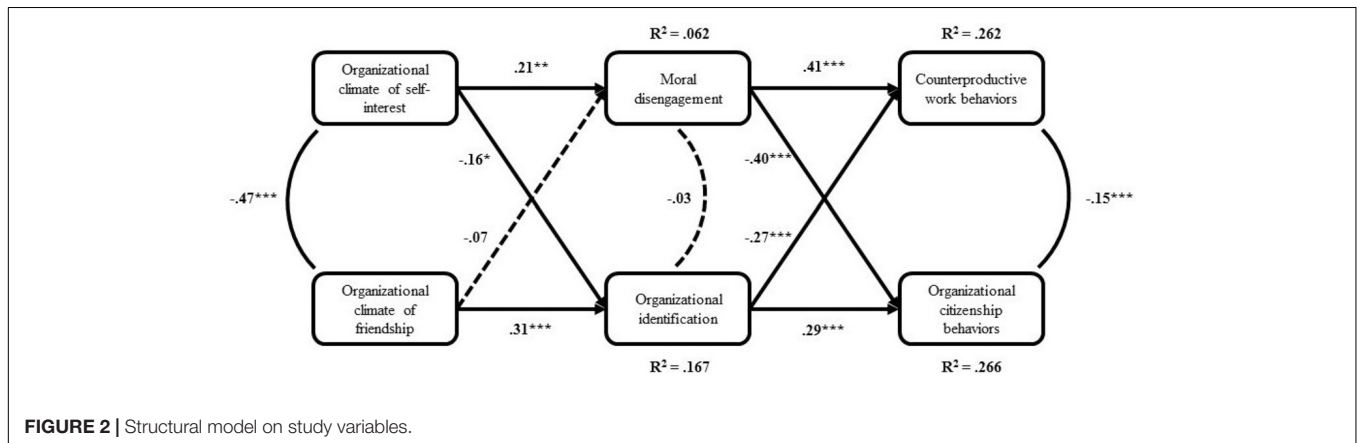 R² = .062
R² = .262
Organizational
climate of self-
interest
.21**
Moral
disengagement
.41***
Counterproductive
work behaviors
-.16*
-.40***
-.47***
-.03
-.15***
-.07
-.27***
Organizational
climate of
friendship
.31***
Organizational
identification
.29***
Organizational
citizenship
behaviors
R² = .167
R² = .266
FIGURE 2 | Structural model on study variables.